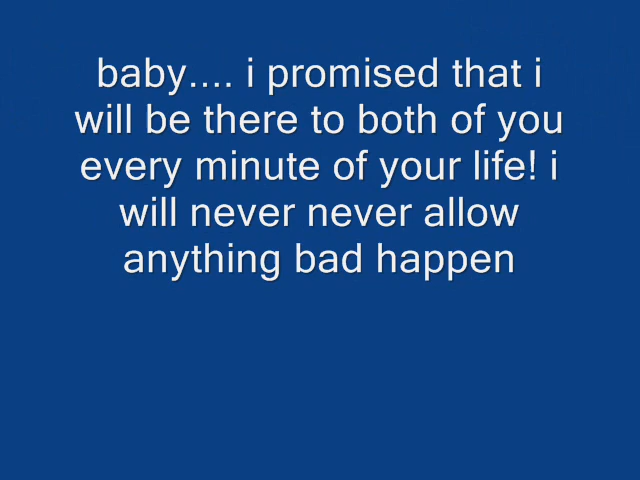 baby.... i promised that i
will be there to both of you
every minute of your life! i
will never never allow
anything bad happen